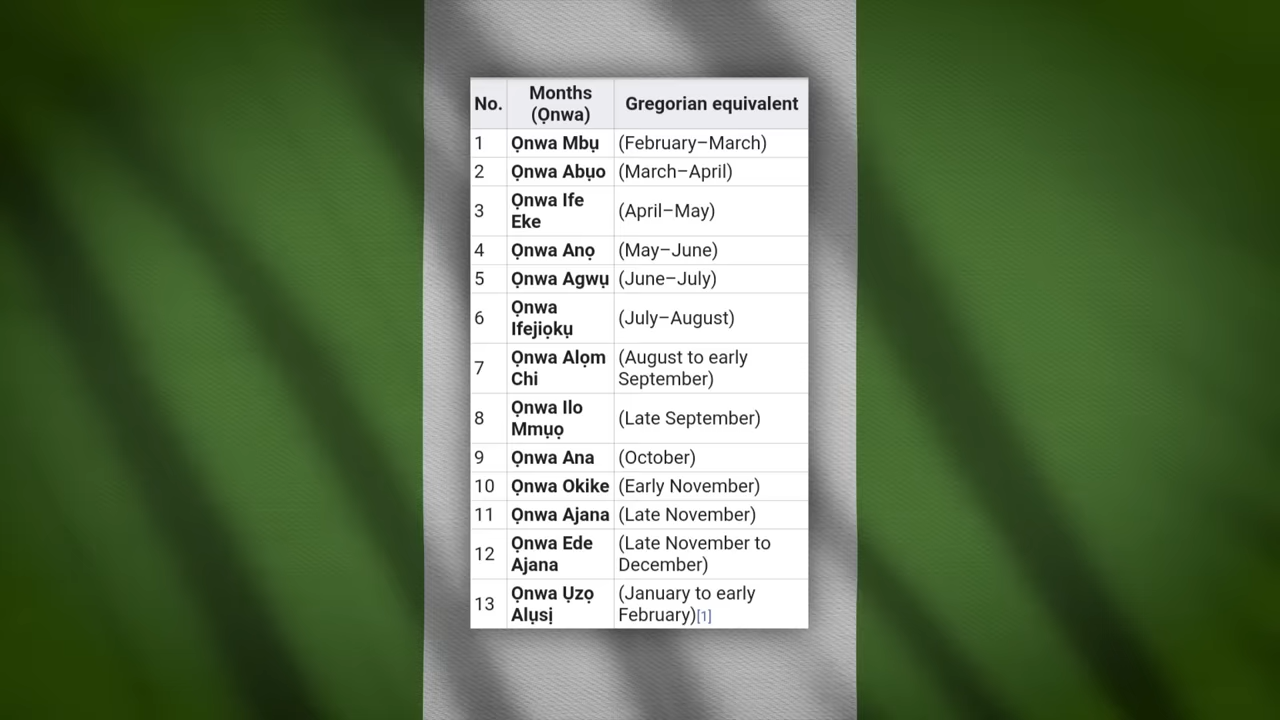 No. Months (Ọnwa) Gregorian equivalent
1 Ọnwa Mbụ (February–March)
2 Ọnwa Abụo (March–April)
3 Ọnwa Ife Eke (April–May)
4 Ọnwa Anọ (May–June)
5 Ọnwa Agwụ (June–July)
6 Ọnwa Ifejiọkụ (July–August)
7 Ọnwa Alọm Chi (August to early September)
8 Ọnwa Ilo Mmụọ (Late September)
9 Ọnwa Ana (October)
10 Ọnwa Okike (Early November)
11 Ọnwa Ajana (Late November)
12 Ọnwa Ede Ajana (Late November to December)
13 Ọnwa Ụzọ Alụsị (January to early February)[1]